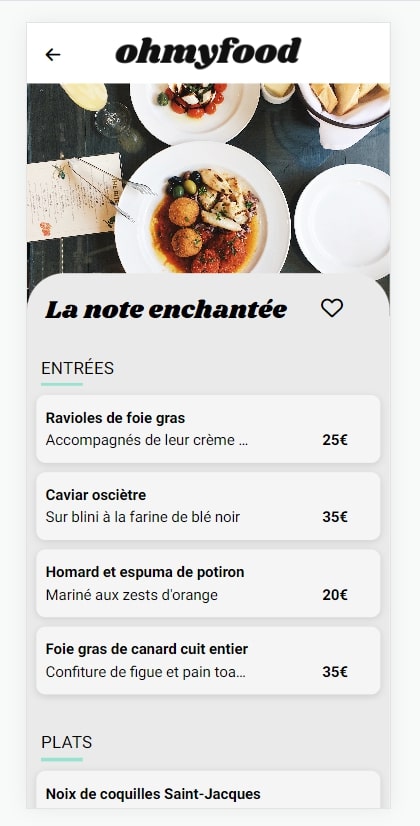 ohmyfood
La note enchantée
ENTRÉES
Ravioles de foie gras
Accompagnés de leur crème ...
25€
Caviar osciètre
Sur blini à la farine de blé noir
35€
Homard et espuma de potiron
Mariné aux zests d'orange
20€
Foie gras de canard cuit entier
Confiture de figue et pain toa...
35€
PLATS
Noix de coquilles Saint-Jacques